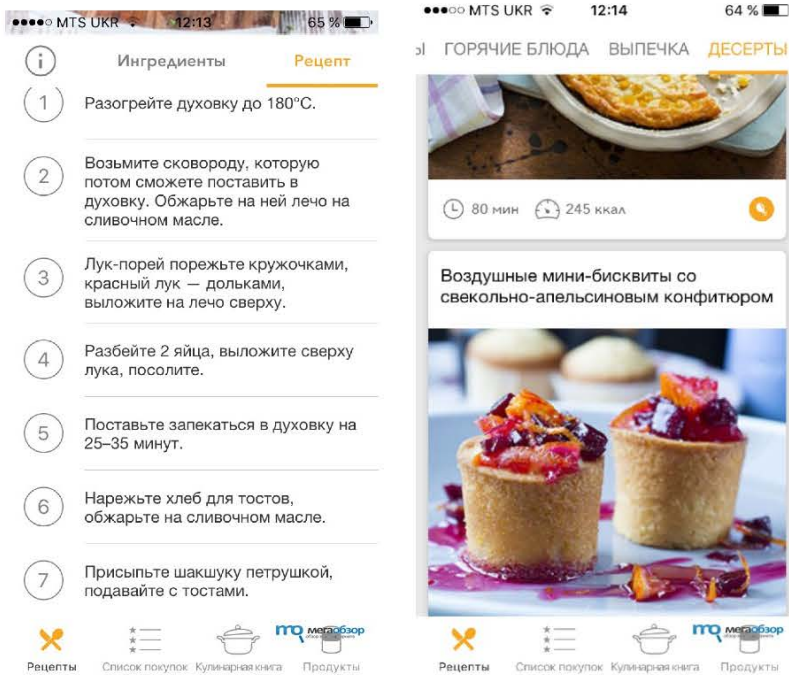 MTS UKR 12:13 65 %
Ингредиенты Рецепт
1 Разогрейте духовку до 180°C.
2 Возьмите сковороду, которую
потом сможете поставить в
духовку. Обжарьте на ней лечо на
сливочном масле.
3 Лук-порей порежьте кружочками,
красный лук — дольками,
выложите на лечо сверху.
4 Разбейте 2 яйца, выложите сверху
лука, посолите.
5 Поставьте запекаться в духовку на
25–35 минут.
6 Нарежьте хлеб для тостов,
обжарьте на сливочном масле.
7 Присыпьте шакшуку петрушкой,
подавайте с тостами.
мегаобзор
Рецепты Список покупок Кулинарная книга Продукты
MTS UKR 12:14 64 %
Ы ГОРЯЧИЕ БЛЮДА ВЫПЕЧКА ДЕСЕРТЫ
80 мин 245 ккал
Воздушные мини-бисквиты со
свекольно-апельсиновым конфитюром
мегаобзор
Рецепты Список покупок Кулинарная книга Продукты